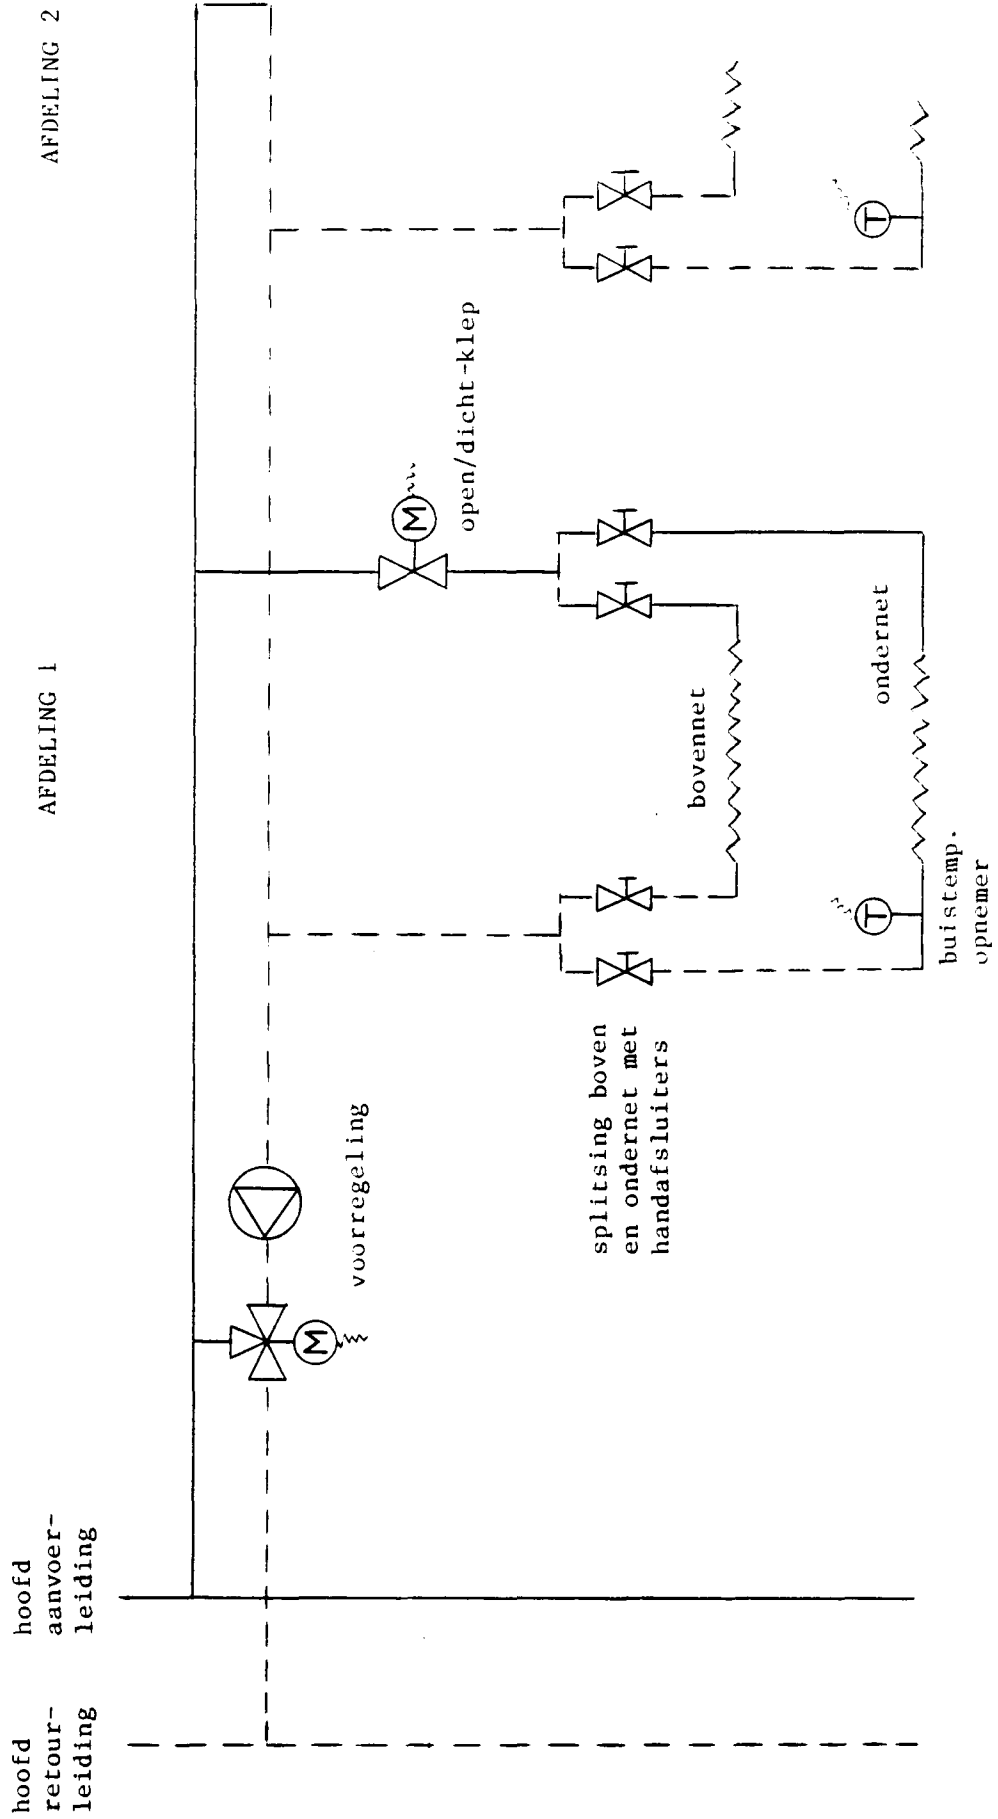 hoofd
retour-
leiding
hoofd
aanvoer-
leiding
AFDELING 1
AFDELING 2
M
voorregeling
M
open/dicht-klep
splitsing boven
en ondernet met
handafsluiters
bovennet
T
T
buistemp.
opnemer
ondernet